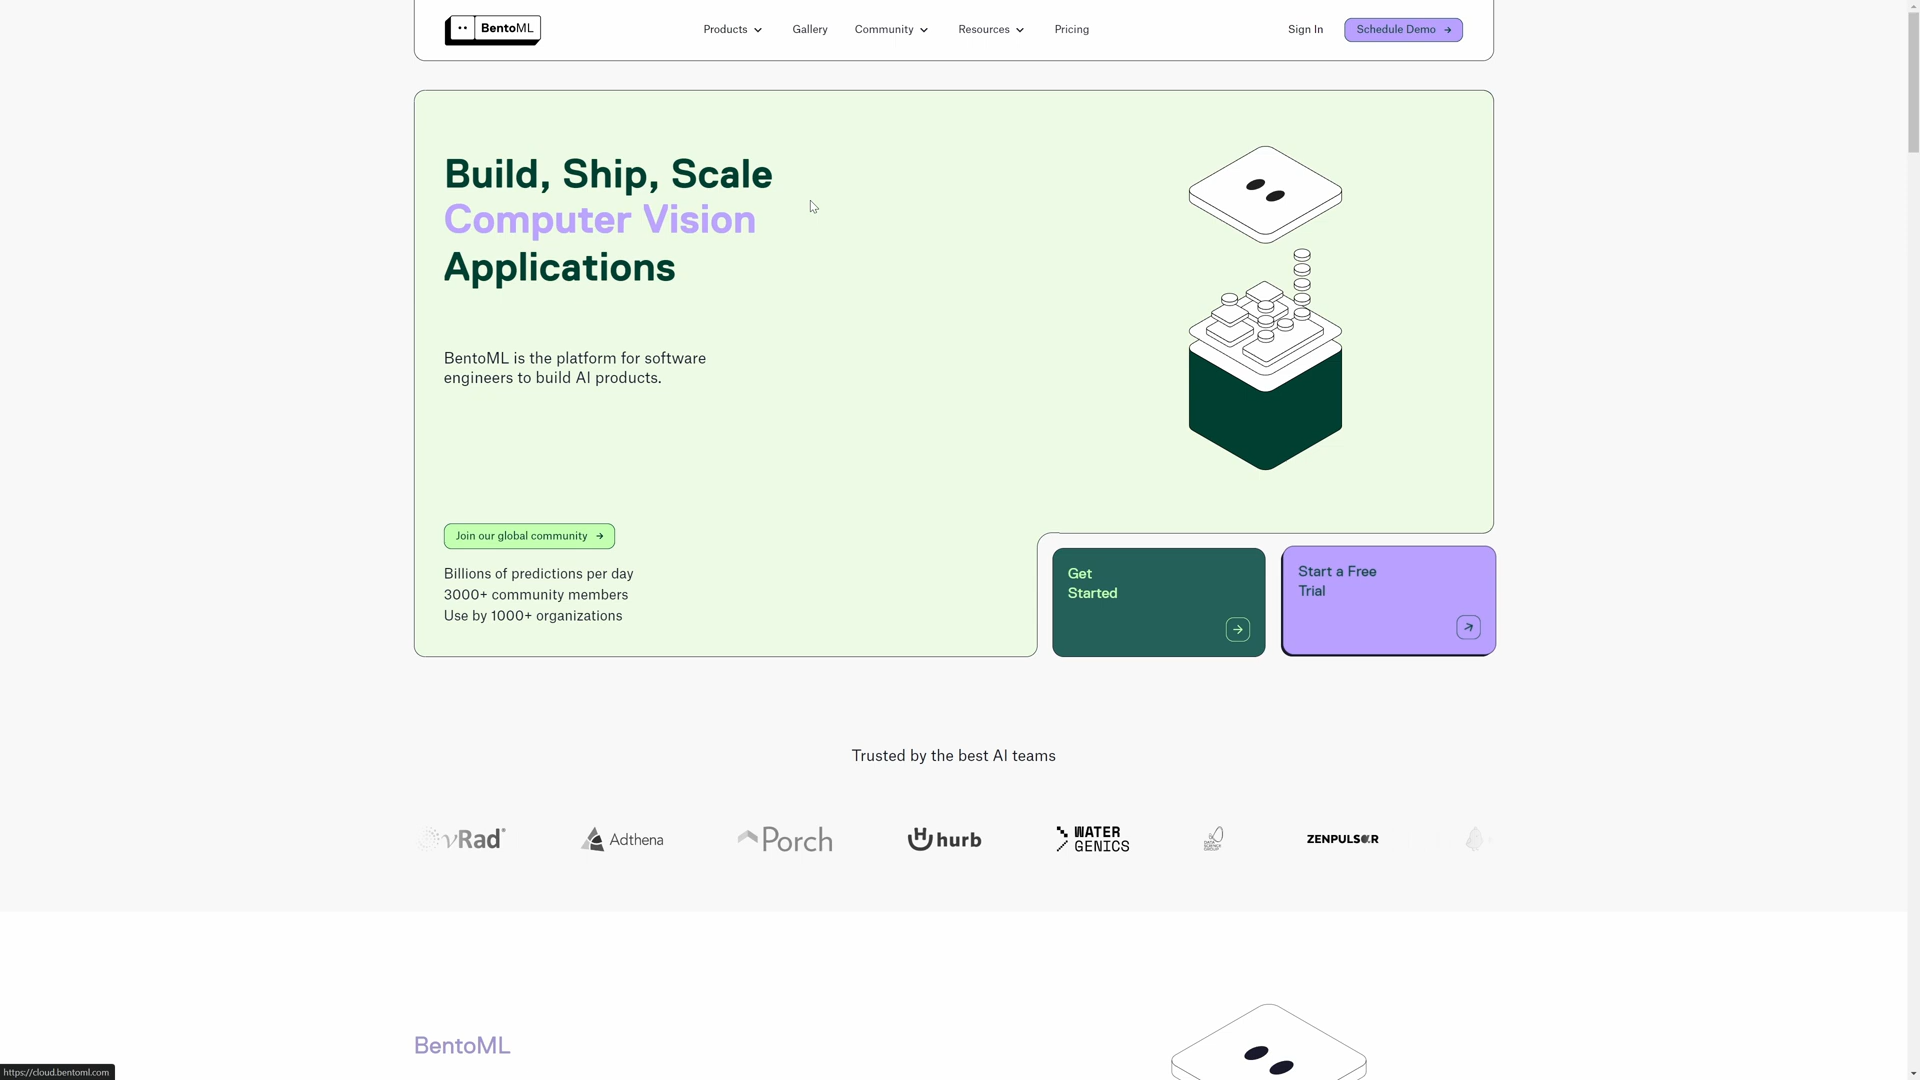 BentoML
Products
Gallery
Community
Resources
Pricing
Sign In
Schedule Demo
Build, Ship, Scale
Computer Vision
Applications
BentoML is the platform for software
engineers to build AI products.
Join our global community
Billions of predictions per day
3000+ community members
Use by 1000+ organizations
Get
Started
Start a Free
Trial
Trusted by the best AI teams
vRad
Adthena
Porch
hurb
WATER
GENICS
ZENPULSAR
BentoML
https://cloud.bentoml.com